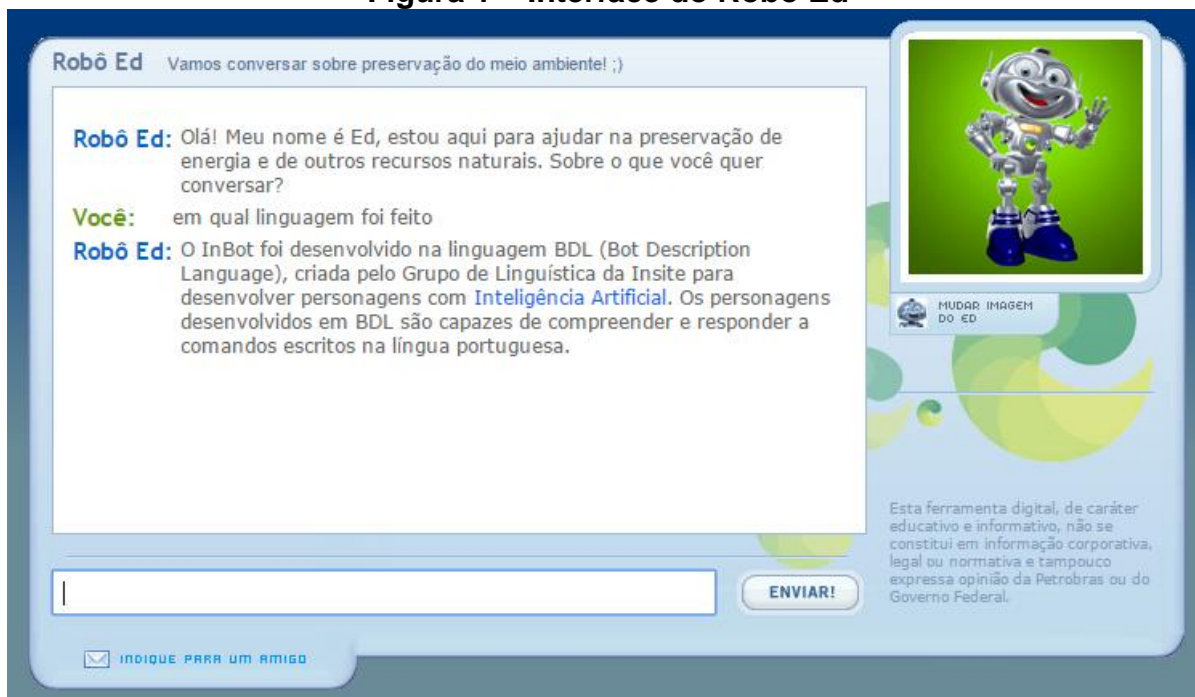 Robô Ed Vamos conversar sobre preservação do meio ambiente! ;)
Robô Ed: Olá! Meu nome é Ed, estou aqui para ajudar na preservação de
energia e de outros recursos naturais. Sobre o que você quer
conversar?
Você: em qual linguagem foi feito
Robô Ed: O InBot foi desenvolvido na linguagem BDL (Bot Description
Language), criada pelo Grupo de Linguística da Insite para
desenvolver personagens com Inteligência Artificial. Os personagens
desenvolvidos em BDL são capazes de compreender e responder a
comandos escritos na língua portuguesa.
MUDAR IMAGEM
DO ED
Esta ferramenta digital, de caráter
educativo e informativo, não se
constitui em informação corporativa,
legal ou normativa e tampouco
expressa opinião da Petrobras ou do
Governo Federal.
ENVIAR!
INDIQUE PARA UM AMIGO